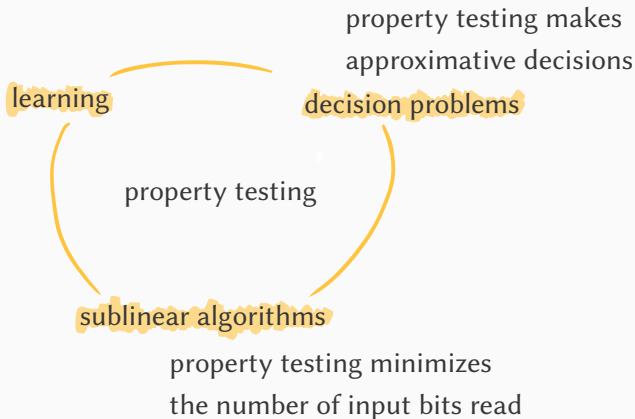 property testing makes
approximative decisions
learning
decision problems
property testing
sublinear algorithms
property testing minimizes
the number of input bits read